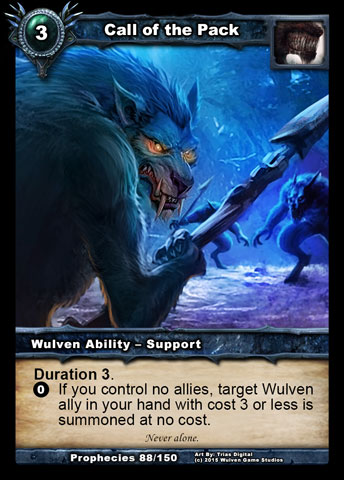 3
Call of the Pack
Wulven Ability – Support
Duration 3.
0 If you control no allies, target Wulven
ally in your hand with cost 3 or less is
summoned at no cost.
Never alone.
Prophecies 88/150
Art By: Trias Digital
(c) 2015 Wulven Game Studios